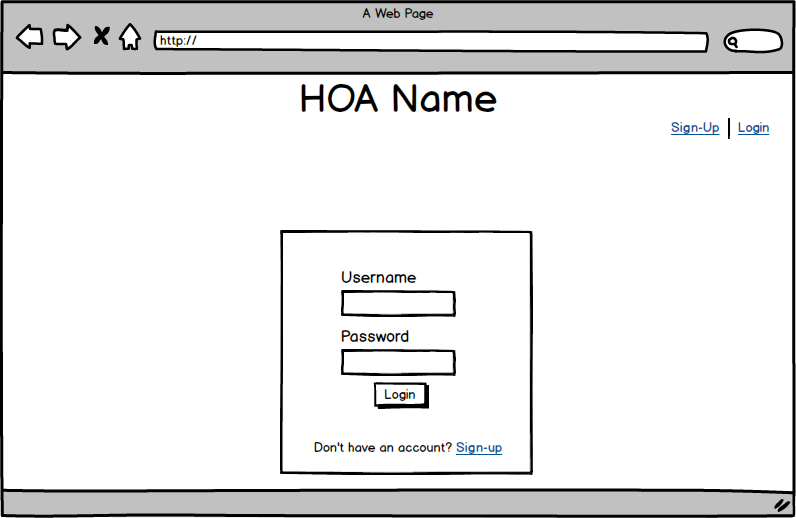 A Web Page
http://
HOA Name
Sign-Up Login
Username
Password
Login
Don't have an account? Sign-up